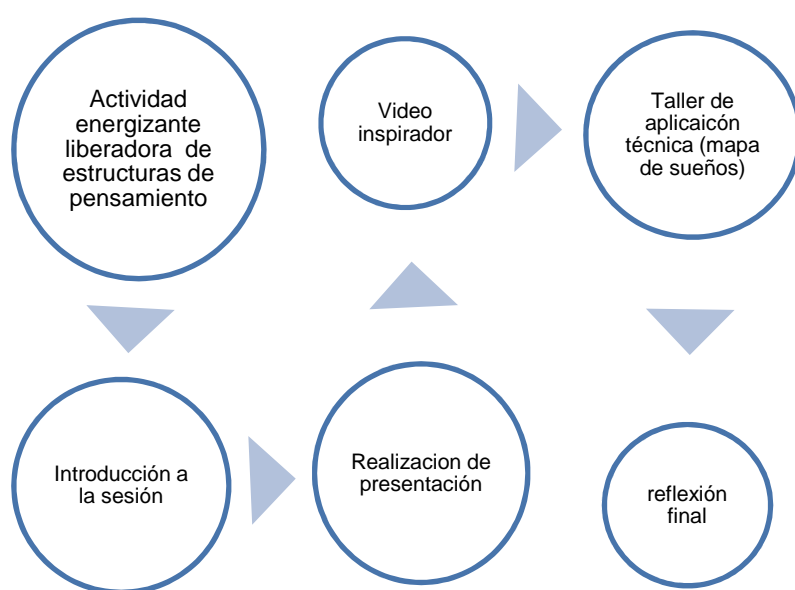 Actividad
energizante
liberadora de
estructuras de
pensamiento
Introducción a
la sesión
Realizacion de
presentación
Video
inspirador
Taller de
aplicaicón
técnica (mapa
de sueños)
reflexión
final